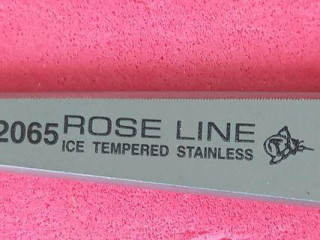 2065 ROSE LINE
ICE TEMPERED STAINLESS